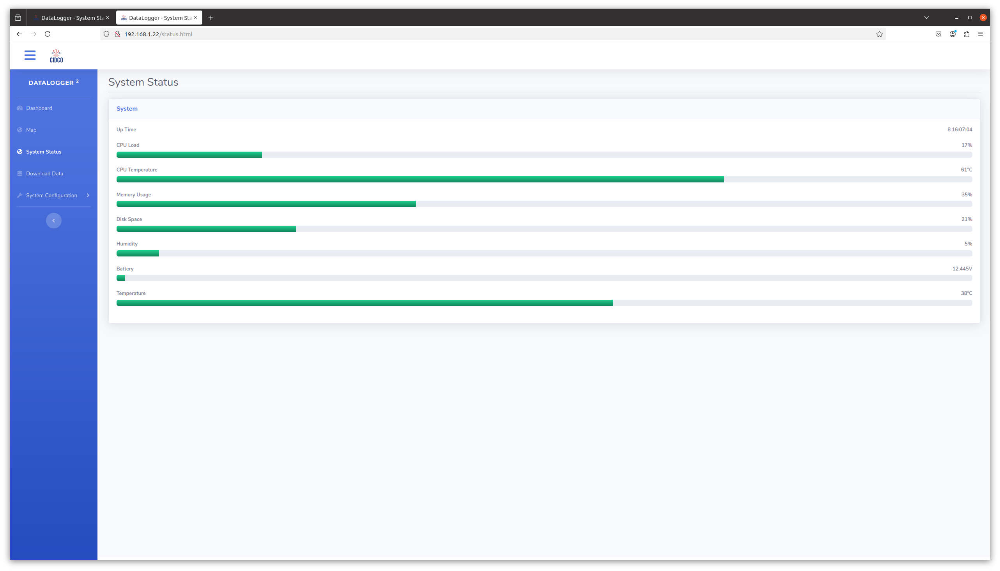 DataLogger - System Sta
DataLogger - System Sta
192.168.1.22/status.html
CIDCO
DATALOGGER 2
Dashboard
Map
System Status
Download Data
System Configuration
System Status
System
Up Time 8 16:07:04
CPU Load 17%
CPU Temperature 61°C
Memory Usage 35%
Disk Space 21%
Humidity 5%
Battery 12.445V
Temperature 38°C